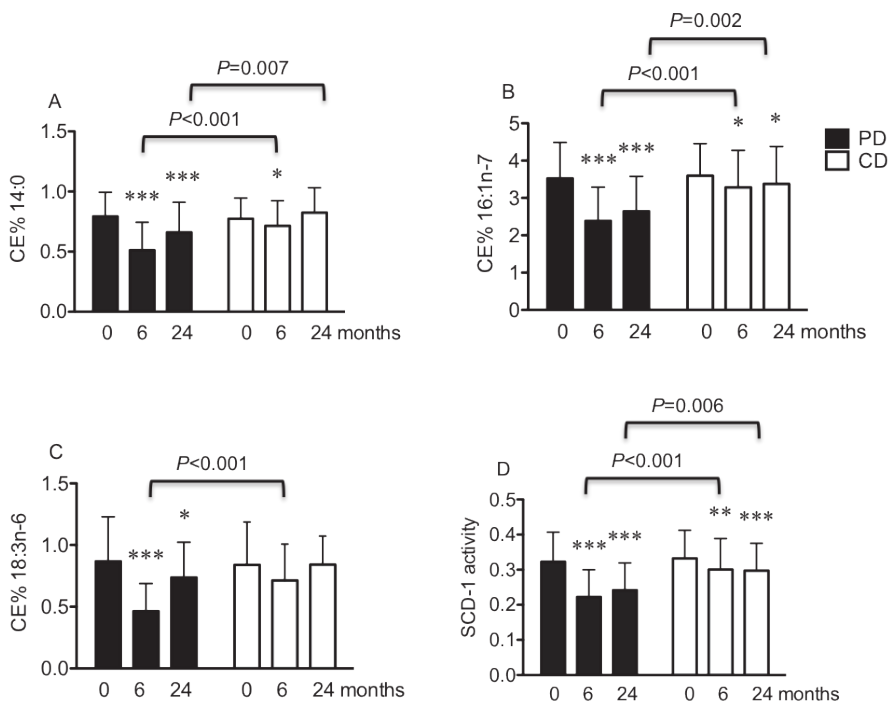 P=0.007
P<0.001
A
CE% 14:0
1.5
1.0
0.5
0.0
*** *** *
0 6 24 0 6 24 months
P=0.002
P<0.001
B
CE% 16:1n-7
5
4
3
2
1
0
*** *** * *
0 6 24 0 6 24 months
PD
CD
P<0.001
C
CE% 18:3n-6
1.5
1.0
0.5
0.0
*** *
0 6 24 0 6 24 months
P=0.006
P<0.001
D
SCD-1 activity
0.5
0.4
0.3
0.2
0.1
0.0
*** *** ** ***
0 6 24 0 6 24 months